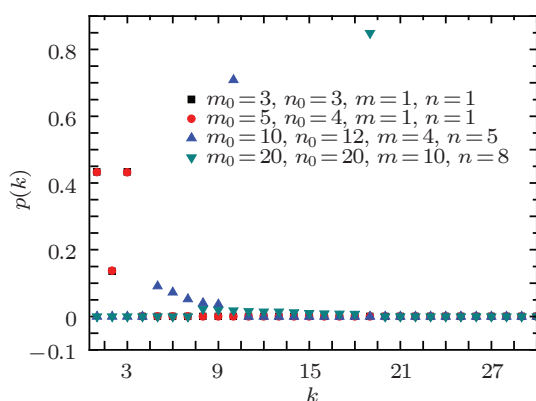 0.8
0.6
0.4
0.2
0
−0.1
p(k)
m₀=3, n₀=3, m=1, n=1
m₀=5, n₀=4, m=1, n=1
m₀=10, n₀=12, m=4, n=5
m₀=20, n₀=20, m=10, n=8
3 9 15 21 27
k